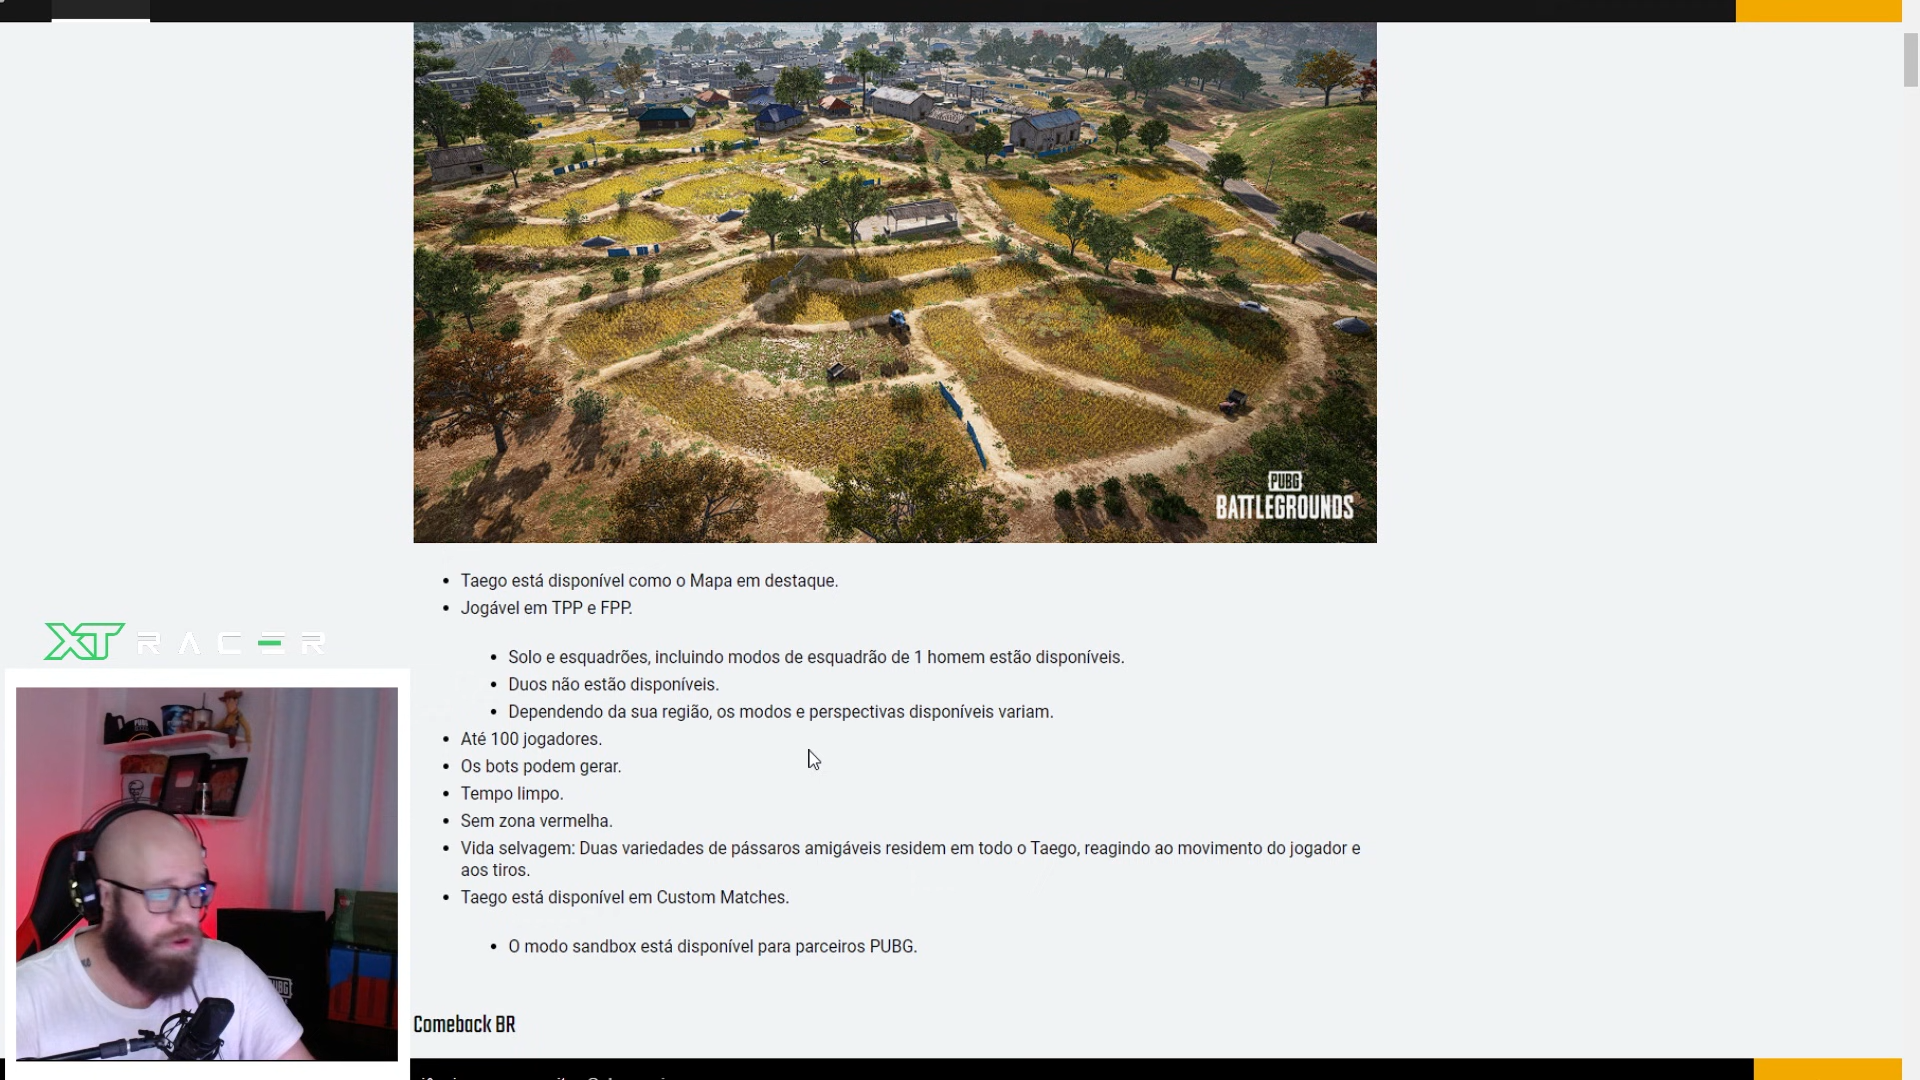 PUBG
BATTLEGROUNDS
Taego está disponível como o Mapa em destaque.
Jogável em TPP e FPP.
Solo e esquadrões, incluindo modos de esquadrão de 1 homem estão disponíveis.
Duos não estão disponíveis.
Dependendo da sua região, os modos e perspectivas disponíveis variam.
Até 100 jogadores.
Os bots podem gerar.
Tempo limpo.
Sem zona vermelha.
Vida selvagem: Duas variedades de pássaros amigáveis residem em todo o Taego, reagindo ao movimento do jogador e
aos tiros.
Taego está disponível em Custom Matches.
O modo sandbox está disponível para parceiros PUBG.
Comeback BR
XT RACER
PUBG